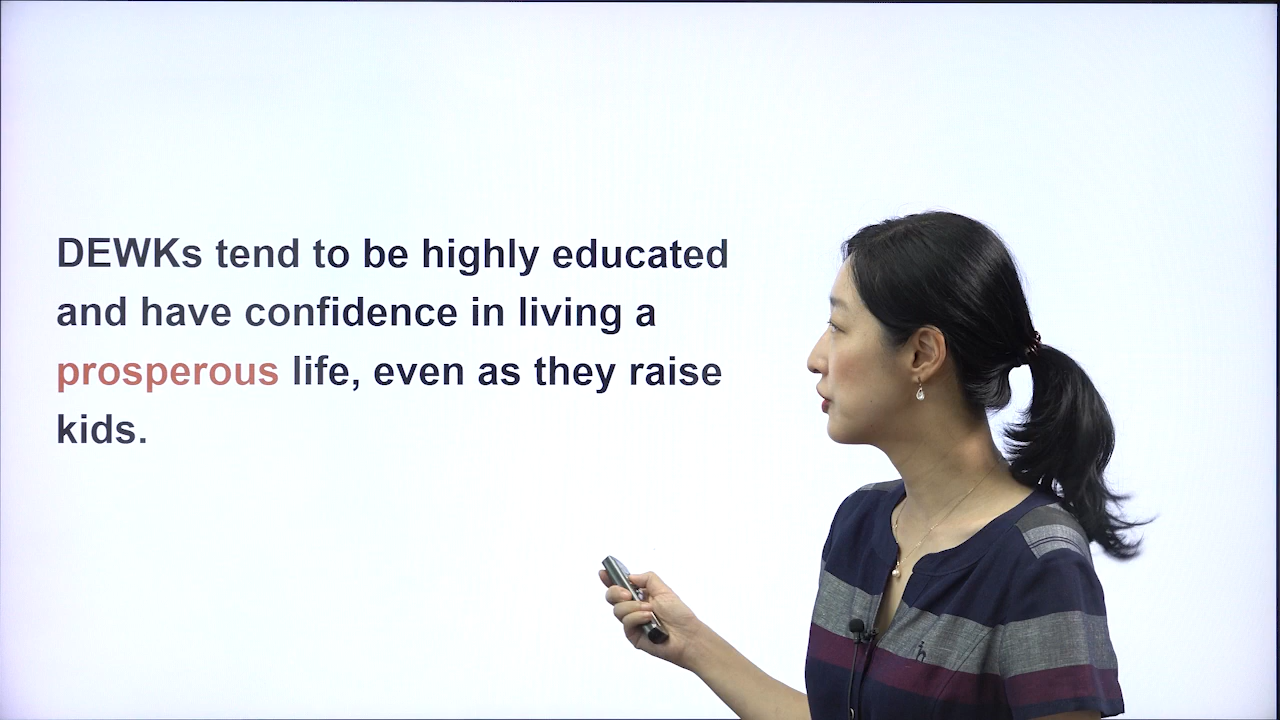 DEWKs tend to be highly educated
and have confidence in living a
prosperous life, even as they raise
kids.